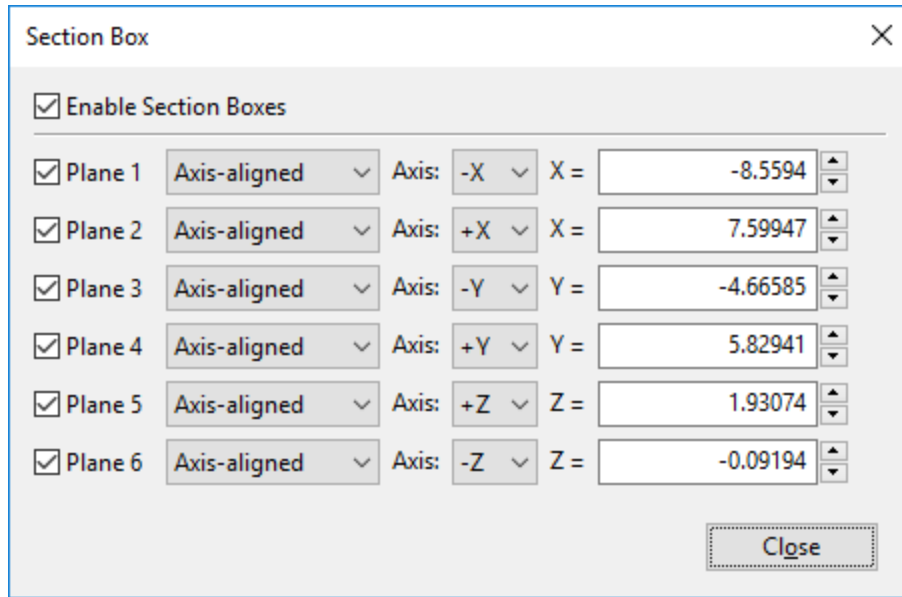 Section Box
Enable Section Boxes
Plane 1 Axis-aligned Axis: -X X = -8.5594
Plane 2 Axis-aligned Axis: +X X = 7.59947
Plane 3 Axis-aligned Axis: -Y Y = -4.66585
Plane 4 Axis-aligned Axis: +Y Y = 5.82941
Plane 5 Axis-aligned Axis: +Z Z = 1.93074
Plane 6 Axis-aligned Axis: -Z Z = -0.09194
Close